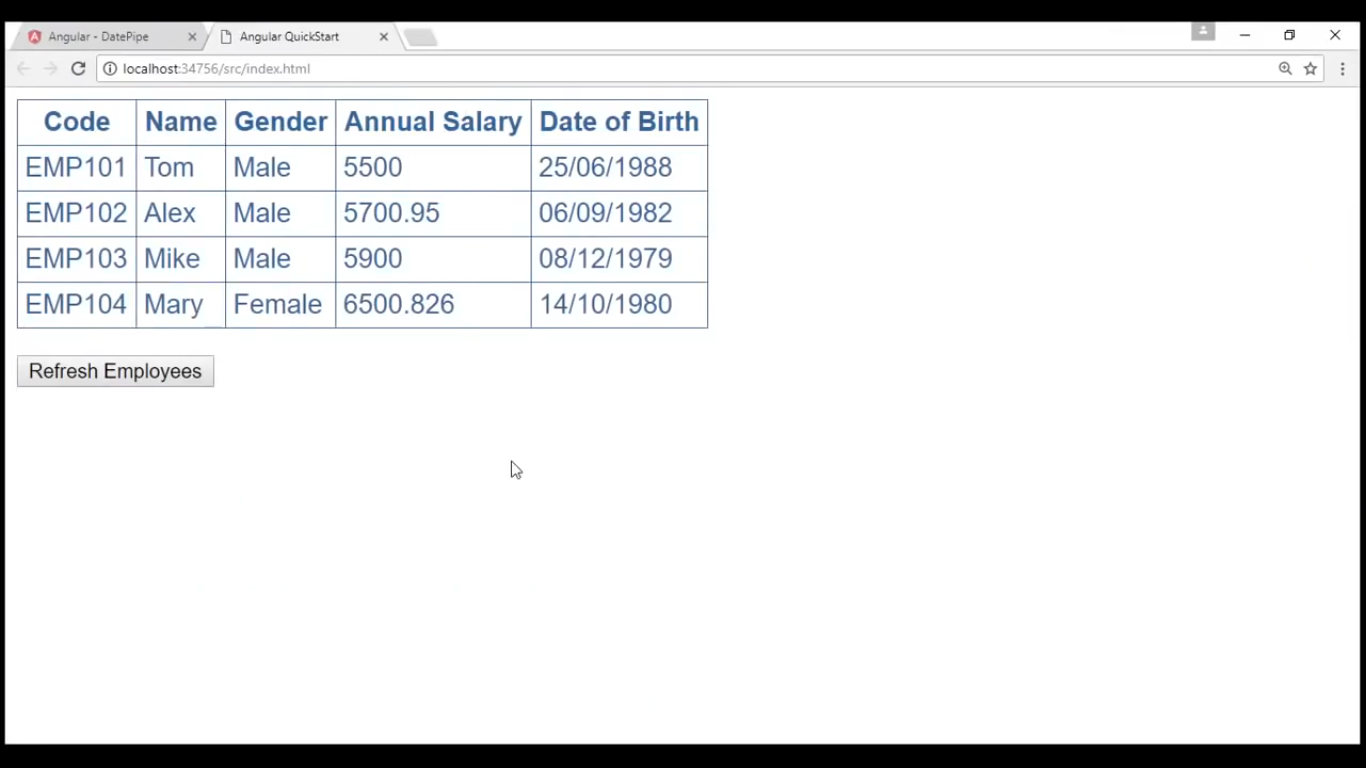 Angular - DatePipe Angular QuickStart
localhost:34756/src/index.html
Code Name Gender Annual Salary Date of Birth
EMP101 Tom Male 5500 25/06/1988
EMP102 Alex Male 5700.95 06/09/1982
EMP103 Mike Male 5900 08/12/1979
EMP104 Mary Female 6500.826 14/10/1980
Refresh Employees